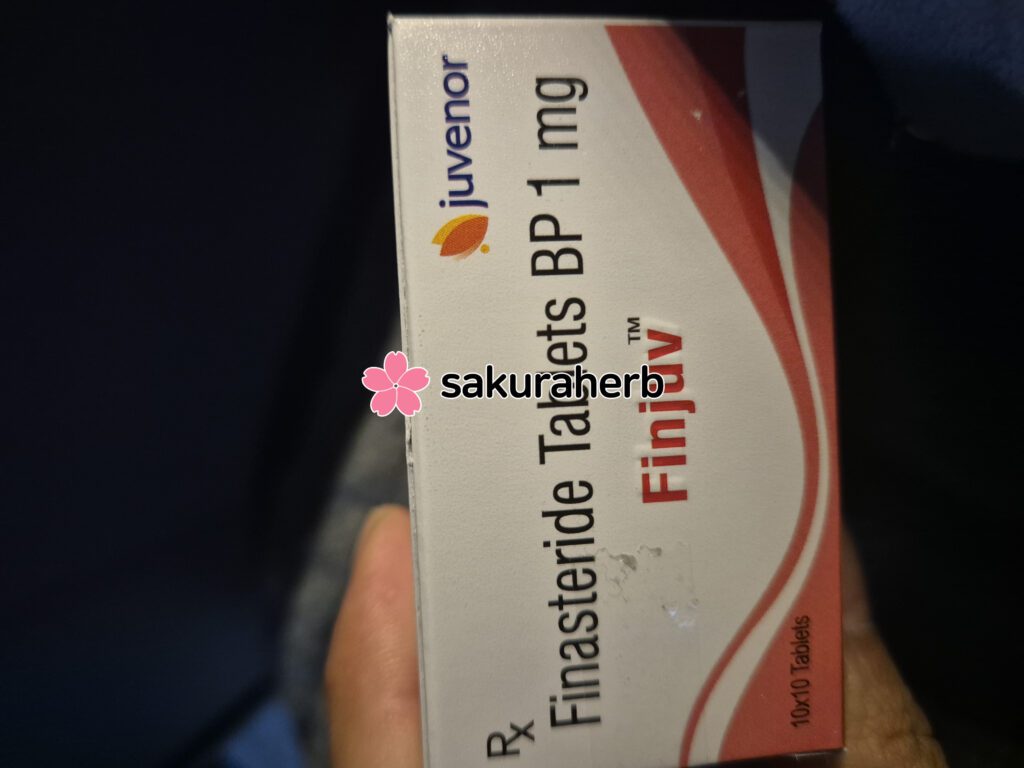 juvenor
Rx
Finasteride Tablets BP 1 mg
Finjuv™
10x10 Tablets
sakuraherb